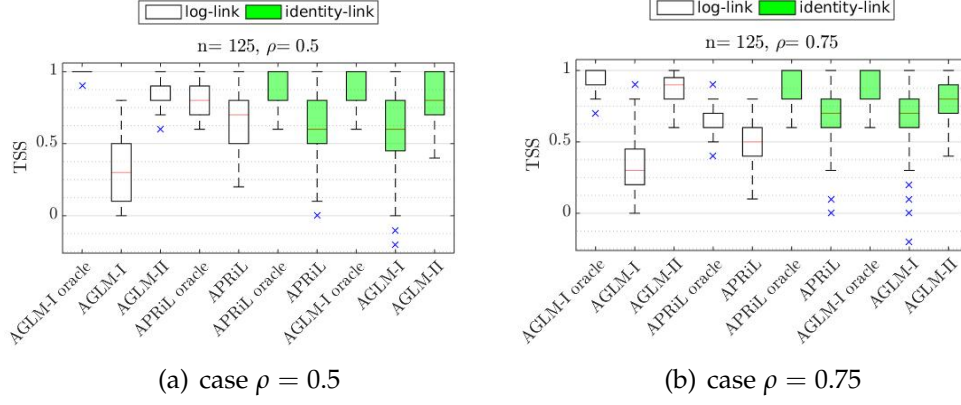 log-link identity-link
n= 125, ρ= 0.5
TSS
1
0.5
0
AGLM-I oracle
AGLM-I
AGLM-II
APRiL oracle
APRiL
APRiL oracle
APRiL
AGLM-I oracle
AGLM-I
AGLM-II
(a) case ρ = 0.5
log-link identity-link
n= 125, ρ= 0.75
TSS
1
0.5
0
AGLM-I oracle
AGLM-I
AGLM-II
APRiL oracle
APRiL
APRiL oracle
APRiL
AGLM-I oracle
AGLM-I
AGLM-II
(b) case ρ = 0.75